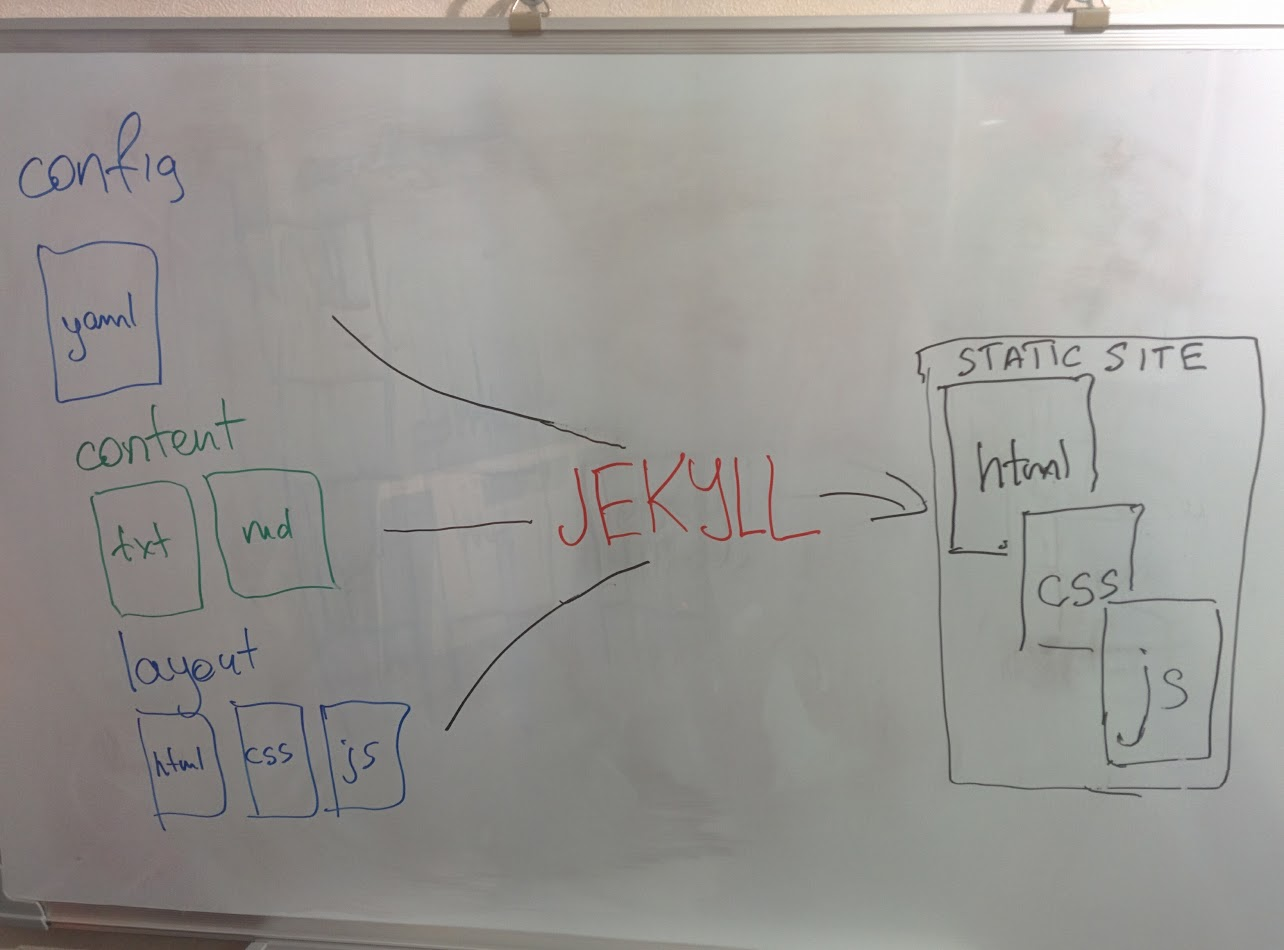 config
yaml
content
txt
md
layout
html
css
js
JEKYLL
STATIC SITE
html
css
js